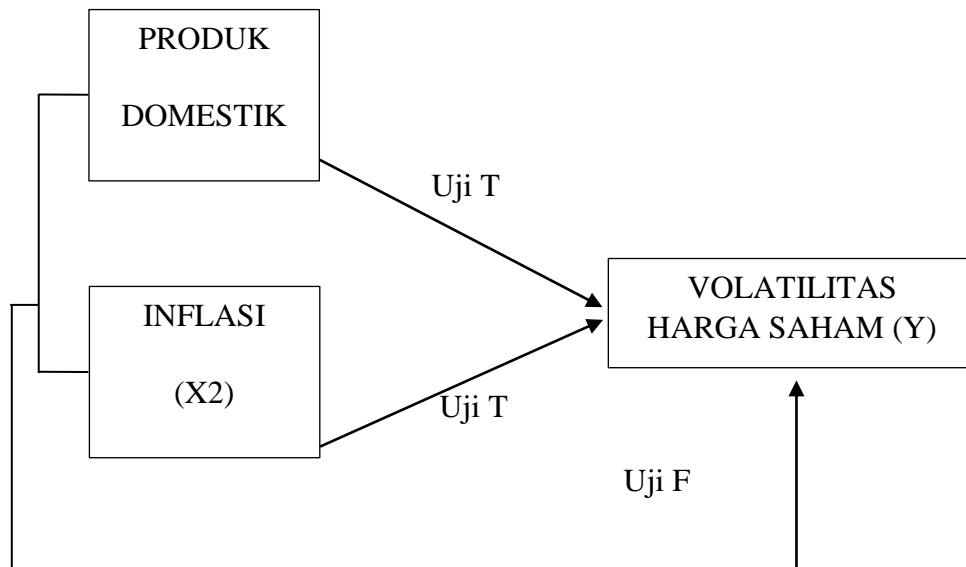 PRODUK
DOMESTIK
Uji T
VOLATILITAS
HARGA SAHAM (Y)
INFLASI
(X2)
Uji T
Uji F